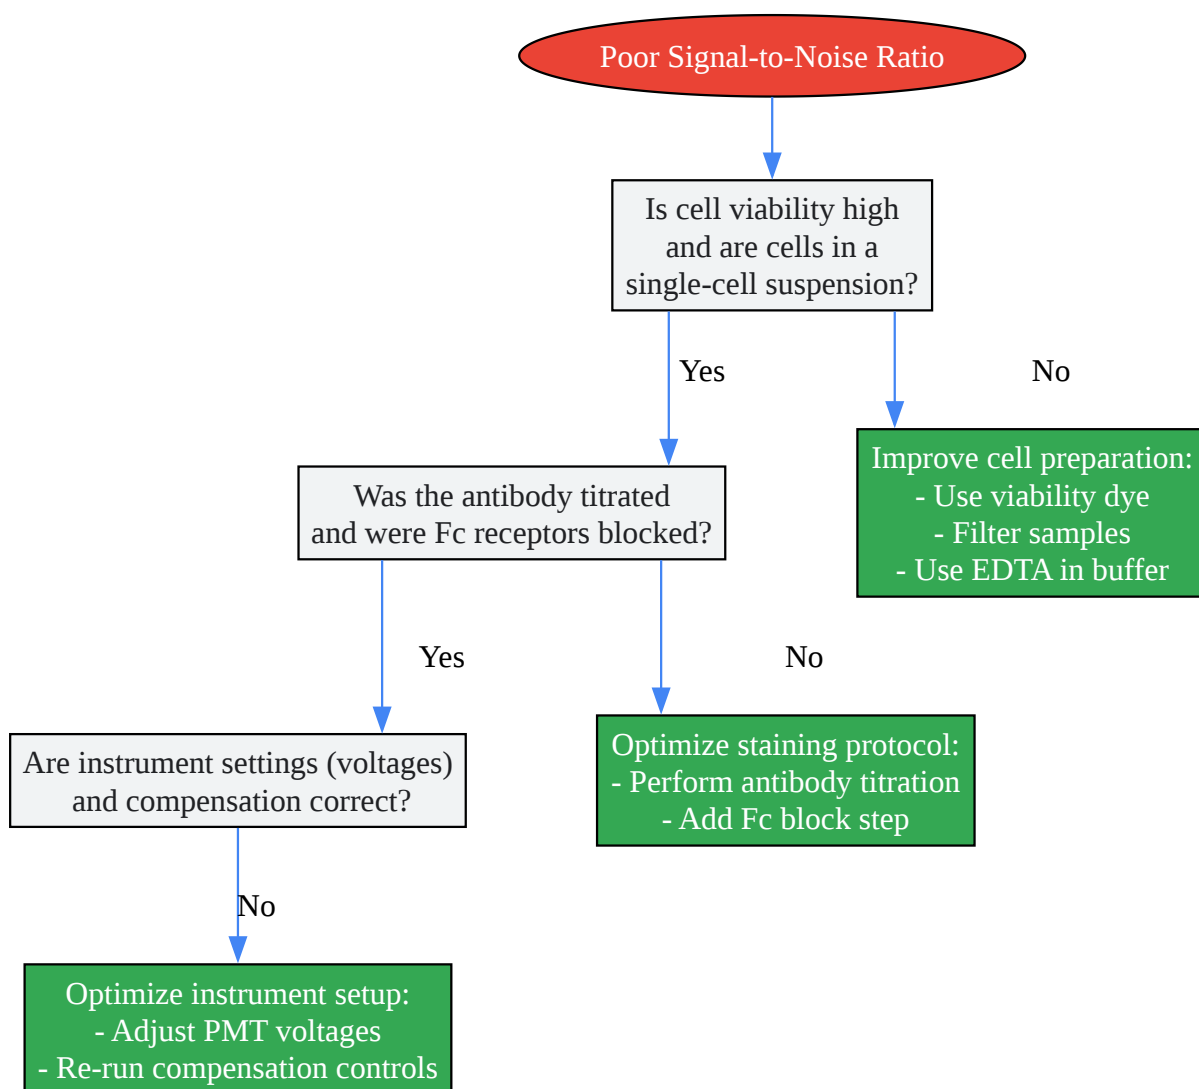 Poor Signal-to-Noise Ratio
Is cell viability high
and are cells in a
single-cell suspension?
Yes
No
Improve cell preparation:
- Use viability dye
- Filter samples
- Use EDTA in buffer
Was the antibody titrated
and were Fc receptors blocked?
Yes
No
Optimize staining protocol:
- Perform antibody titration
- Add Fc block step
Are instrument settings (voltages)
and compensation correct?
No
Optimize instrument setup:
- Adjust PMT voltages
- Re-run compensation controls